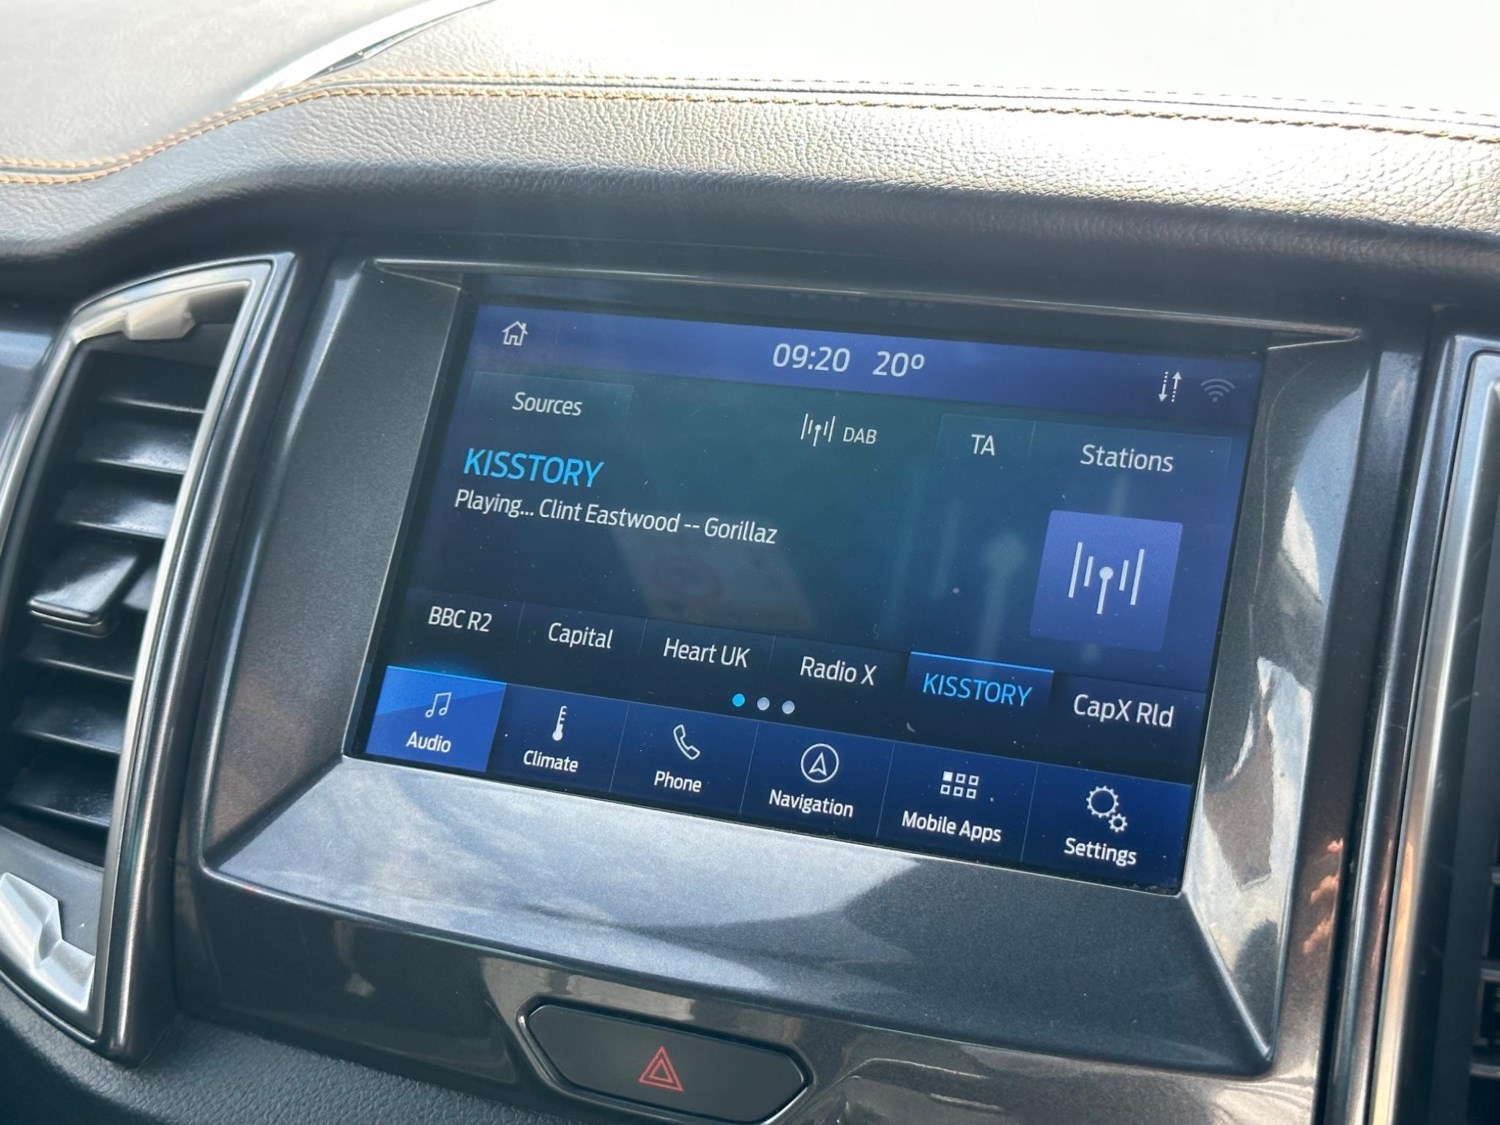 09:20 20°
Sources
DAB
TA
Stations
KISSTORY
Playing... Clint Eastwood -- Gorillaz
BBC R2
Capital
Heart UK
Radio X
KISSTORY
CapX Rld
Audio
Climate
Phone
Navigation
Mobile Apps
Settings